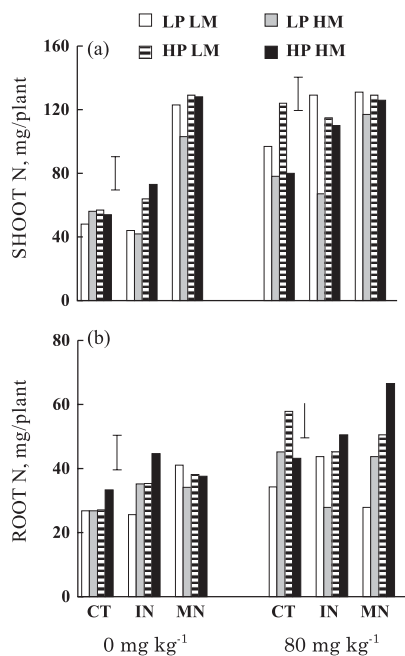 LP LM LP HM
HP LM HP HM
160
(a)
120
80
40
0
SHOOT N, mg/plant
80
(b)
60
40
20
0
ROOT N, mg/plant
CT IN MN CT IN MN
0 mg kg⁻¹ 80 mg kg⁻¹